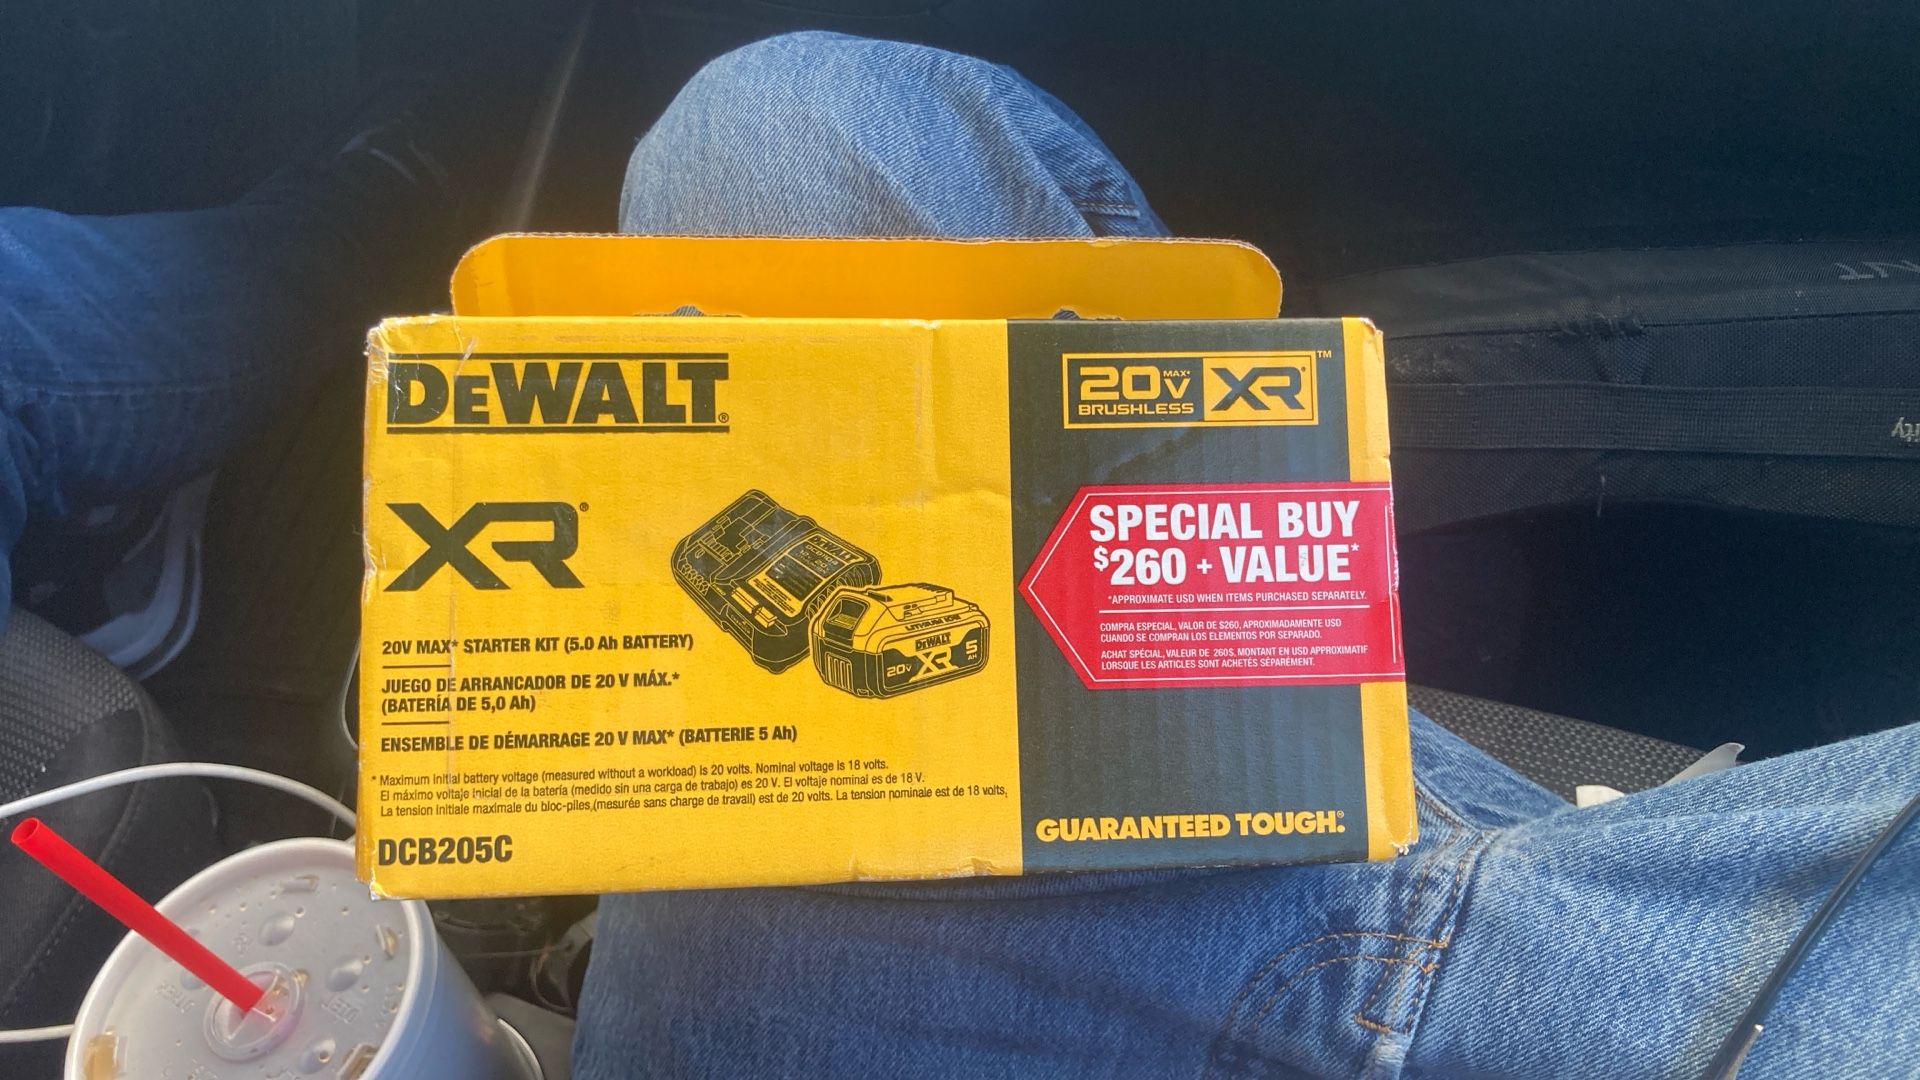 DEWALT®
XR®
20V MAX* STARTER KIT (5.0 Ah BATTERY)
JUEGO DE ARRANCADOR DE 20 V MÁX.*
(BATERÍA DE 5,0 Ah)
ENSEMBLE DE DÉMARRAGE 20 V MAX* (BATTERIE 5 Ah)
* Maximum initial battery voltage (measured without a workload) is 20 volts. Nominal voltage is 18 volts.
El máximo voltaje inicial de la batería (medido sin una carga de trabajo) es 20 V. El voltaje nominal es de 18 V.
La tension initiale maximale du bloc-piles,(mesurée sans charge de travail) est de 20 volts. La tension nominale est de 18 volts.
DCB205C
DEWALT
LITHIUM ION
DEWALT
20V XR 5
AH
20V MAX* XR®™
BRUSHLESS
SPECIAL BUY
$260 + VALUE*
*APPROXIMATE USD WHEN ITEMS PURCHASED SEPARATELY.
COMPRA ESPECIAL, VALOR DE $260, APROXIMADAMENTE USD
CUANDO SE COMPRAN LOS ELEMENTOS POR SEPARADO.
ACHAT SPÉCIAL, VALEUR DE 260$, MONTANT EN USD APPROXIMATIF
LORSQUE LES ARTICLES SONT ACHETÉS SÉPARÉMENT.
GUARANTEED TOUGH.®
DIET